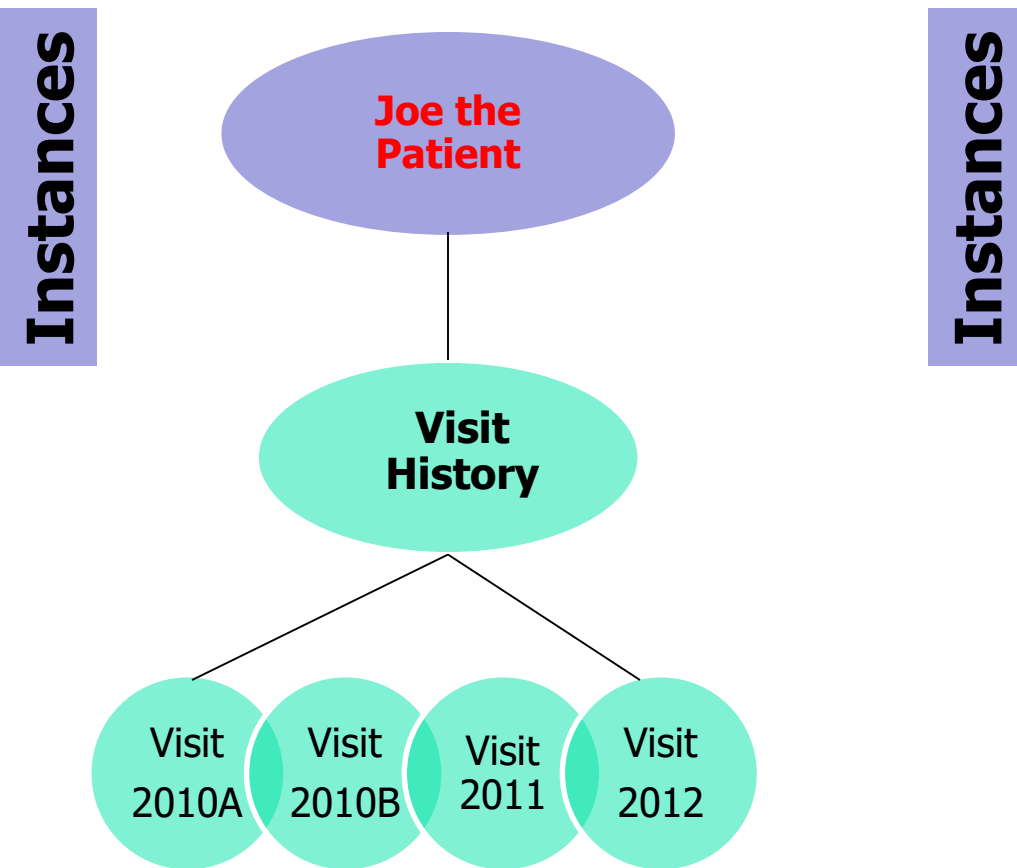 Instances
Joe the
Patient
Instances
Visit
History
Visit
2010A
Visit
2010B
Visit
2011
Visit
2012